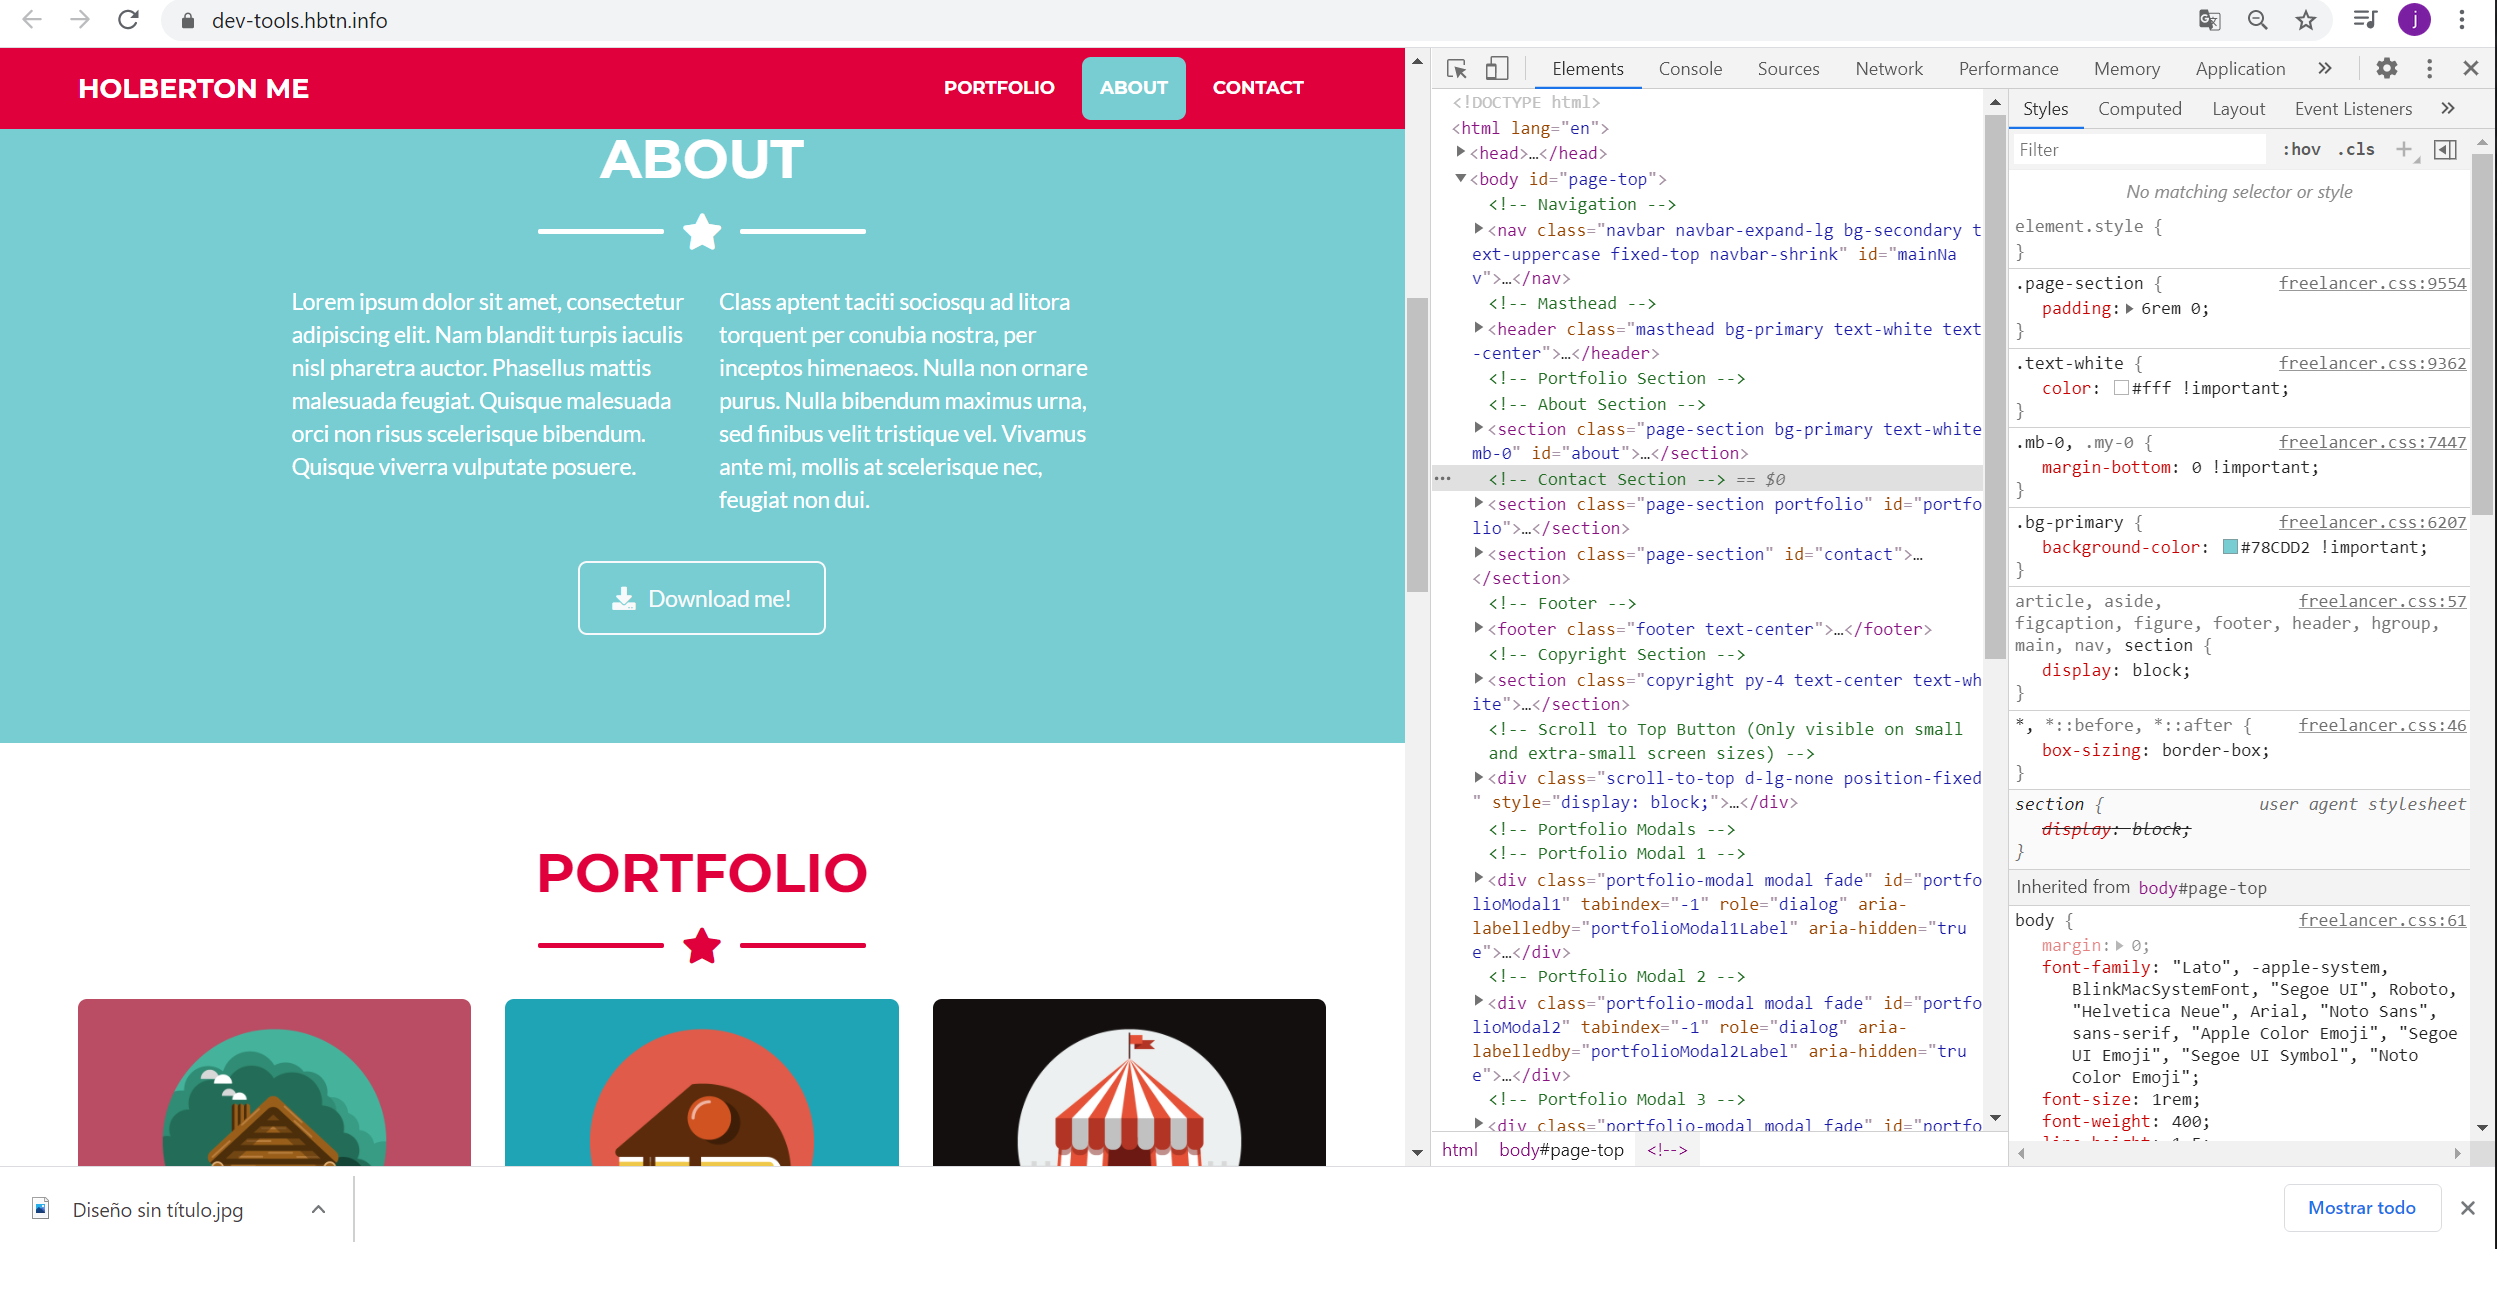 dev-tools.hbtn.info
j
HOLBERTON ME
PORTFOLIO
ABOUT
CONTACT
ABOUT
Lorem ipsum dolor sit amet, consectetur
adipiscing elit. Nam blandit turpis iaculis
nisl pharetra auctor. Phasellus mattis
malesuada feugiat. Quisque malesuada
orci non risus scelerisque bibendum.
Quisque viverra vulputate posuere.
Class aptent taciti sociosqu ad litora
torquent per conubia nostra, per
inceptos himenaeos. Nulla non ornare
purus. Nulla bibendum maximus urna,
sed finibus velit tristique vel. Vivamus
ante mi, mollis at scelerisque nec,
feugiat non dui.
Download me!
PORTFOLIO
Elements Console Sources Network Performance Memory Application »
<!DOCTYPE html>
<html lang="en">
<head>…</head>
<body id="page-top">
<!-- Navigation -->
<nav class="navbar navbar-expand-lg bg-secondary t
ext-uppercase fixed-top navbar-shrink" id="mainNa
v">…</nav>
<!-- Masthead -->
<header class="masthead bg-primary text-white text
-center">…</header>
<!-- Portfolio Section -->
<!-- About Section -->
<section class="page-section bg-primary text-white
mb-0" id="about">…</section>
<!-- Contact Section --> == $0
<section class="page-section portfolio" id="portfo
lio">…</section>
<section class="page-section" id="contact">…
</section>
<!-- Footer -->
<footer class="footer text-center">…</footer>
<!-- Copyright Section -->
<section class="copyright py-4 text-center text-wh
ite">…</section>
<!-- Scroll to Top Button (Only visible on small
and extra-small screen sizes) -->
<div class="scroll-to-top d-lg-none position-fixed
" style="display: block;">…</div>
<!-- Portfolio Modals -->
<!-- Portfolio Modal 1 -->
<div class="portfolio-modal modal fade" id="portfo
lioModal1" tabindex="-1" role="dialog" aria-
labelledby="portfolioModal1Label" aria-hidden="tru
e">…</div>
<!-- Portfolio Modal 2 -->
<div class="portfolio-modal modal fade" id="portfo
lioModal2" tabindex="-1" role="dialog" aria-
labelledby="portfolioModal2Label" aria-hidden="tru
e">…</div>
<!-- Portfolio Modal 3 -->
<div class="portfolio-modal modal fade" id="portfo
html body#page-top <!-->
Styles Computed Layout Event Listeners »
Filter :hov .cls +
No matching selector or style
element.style {
}
.page-section { freelancer.css:9554
padding: 6rem 0;
}
.text-white { freelancer.css:9362
color: #fff !important;
}
.mb-0, .my-0 { freelancer.css:7447
margin-bottom: 0 !important;
}
.bg-primary { freelancer.css:6207
background-color: #78CDD2 !important;
}
article, aside, freelancer.css:57
figcaption, figure, footer, header, hgroup,
main, nav, section {
display: block;
}
*, *::before, *::after { freelancer.css:46
box-sizing: border-box;
}
section { user agent stylesheet
display: block;
}
Inherited from body#page-top
body { freelancer.css:61
margin: 0;
font-family: "Lato", -apple-system,
BlinkMacSystemFont, "Segoe UI", Roboto,
"Helvetica Neue", Arial, "Noto Sans",
sans-serif, "Apple Color Emoji", "Segoe
UI Emoji", "Segoe UI Symbol", "Noto
Color Emoji";
font-size: 1rem;
font-weight: 400;
Diseño sin título.jpg
Mostrar todo